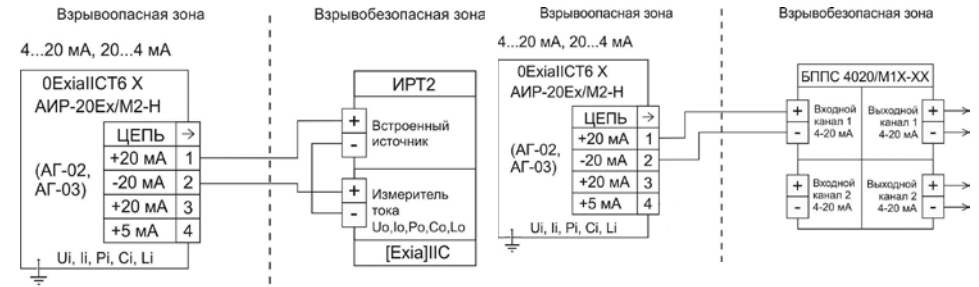 Взрывоопасная зона
Взрывобезопасная зона
4...20 мА, 20...4 мА
0ExiaIICT6 X
АИР-20Ex/М2-Н
ЦЕПЬ →
(АГ-02,
АГ-03)
+20 мА 1
-20 мА 2
+20 мА 3
+5 мА 4
Ui, Ii, Pi, Ci, Li
ИРТ2
+
-
Встроенный
источник
+
-
Измеритель
тока
Uo,Io,Po,Co,Lo
[Exia]IIC
Взрывоопасная зона
Взрывобезопасная зона
4...20 мА, 20...4 мА
0ExiaIICT6 X
АИР-20Ex/М2-Н
ЦЕПЬ →
(АГ-02,
АГ-03)
+20 мА 1
-20 мА 2
+20 мА 3
+5 мА 4
Ui, Ii, Pi, Ci, Li
БППС 4020/М1Х-ХХ
+
-
Входной
канал 1
4-20 мА
Выходной
канал 1
4-20 мА
+
-
+
-
Входной
канал 2
4-20 мА
Выходной
канал 2
4-20 мА
+
-